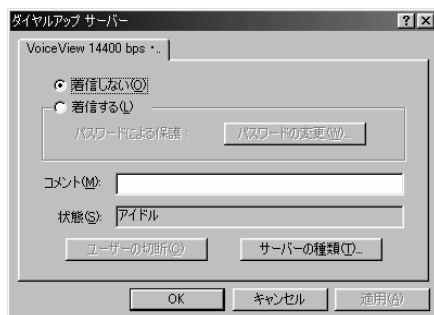 ダイヤルアップ サーバー
VoiceView 14400 bps ・..
着信しない(O)
着信する(L)
パスワードによる保護：
パスワードの変更(W)...
コメント(M):
状態(S):
アイドル
ユーザーの切断(C)
サーバーの種類(T)...
OK
キャンセル
適用(A)